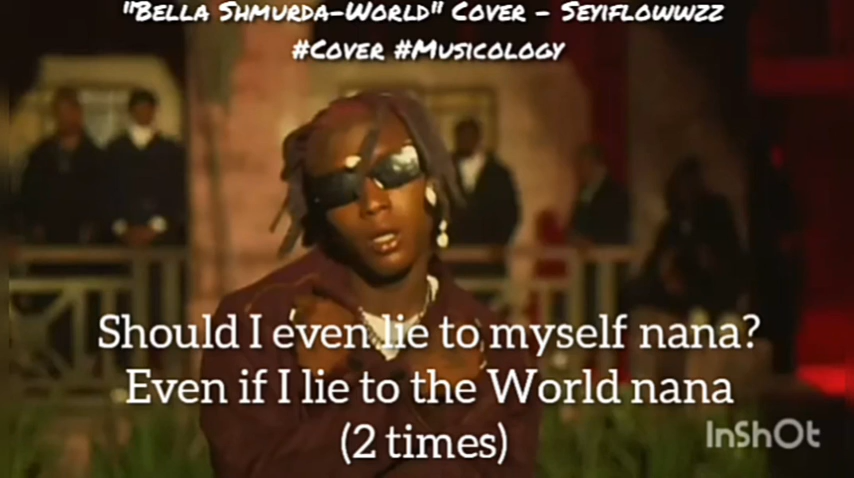 "Bella Shmurda-World" Cover - Seyiflowwzz
#Cover #Musicology
Should I even lie to myself nana?
Even if I lie to the World nana
(2 times)
InShOt